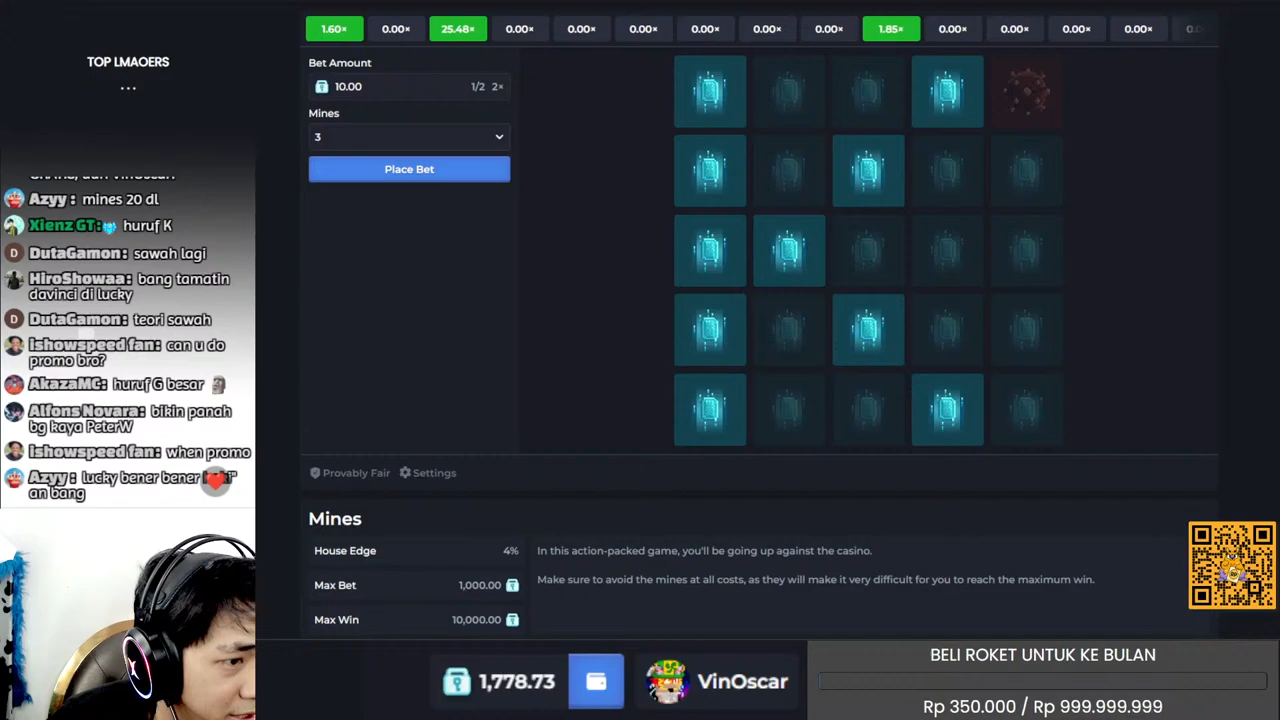 1.60×
0.00×
25.48×
0.00×
0.00×
0.00×
0.00×
0.00×
0.00×
1.85×
0.00×
0.00×
0.00×
0.00×
TOP LMAOERS
...
Bet Amount
10.00
1/2 2×
Mines
3
Place Bet
Azyy : mines 20 dl
Xienz GT: huruf K
DutaGamon: sawah lagi
HiroShowaa: bang tamatin
davinci di lucky
DutaGamon: teori sawah
Ishowspeed fan: can u do
promo bro?
AkazaMC: huruf G besar
Alfons Novara: bikin panah
bg kaya PeterW
Ishowspeed fan: when promo
Azyy : lucky bener bener
an bang
Provably Fair
Settings
Mines
House Edge 4%
Max Bet 1,000.00
Max Win 10,000.00
In this action-packed game, you'll be going up against the casino.
Make sure to avoid the mines at all costs, as they will make it very difficult for you to reach the maximum win.
1,778.73
VinOscar
BELI ROKET UNTUK KE BULAN
Rp 350.000 / Rp 999.999.999